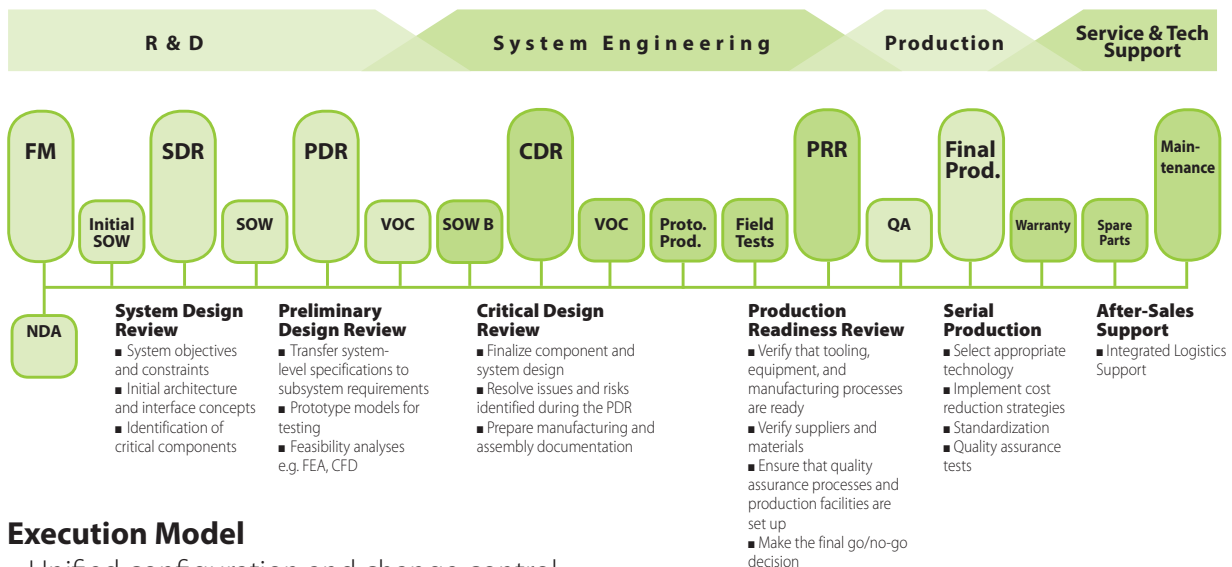 R & D
System Engineering
Production
Service & Tech
Support
FM
SDR
PDR
CDR
PRR
Final
Prod.
Main-
tenance
Initial
SOW
SOW
VOC
SOW B
VOC
Proto.
Prod.
Field
Tests
QA
Warranty
Spare
Parts
NDA
System Design
Review
■ System objectives
and constraints
■ Initial architecture
and interface concepts
■ Identification of
critical components
Preliminary
Design Review
■ Transfer system-
level specifications to
subsystem requirements
■ Prototype models for
testing
■ Feasibility analyses
e.g. FEA, CFD
Critical Design
Review
■ Finalize component and
system design
■ Resolve issues and risks
identified during the PDR
■ Prepare manufacturing and
assembly documentation
Production
Readiness Review
■ Verify that tooling,
equipment, and
manufacturing processes
are ready
■ Verify suppliers and
materials
■ Ensure that quality
assurance processes and
production facilities are
set up
■ Make the final go/no-go
decision
Serial
Production
■ Select appropriate
technology
■ Implement cost
reduction strategies
■ Standardization
■ Quality assurance
tests
After-Sales
Support
■ Integrated Logistics
Support
Execution Model
Unified configuration and change control